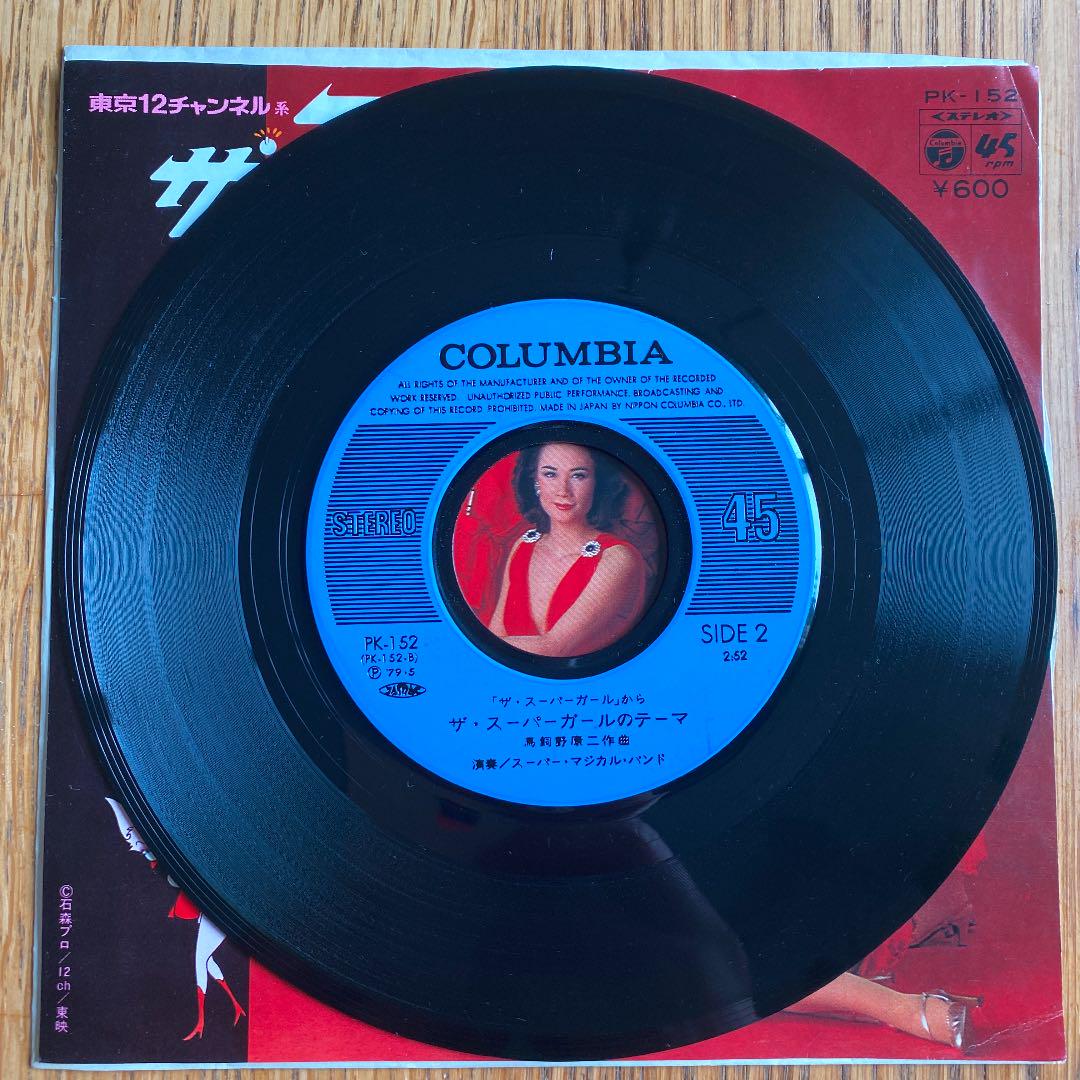 東京12チャンネル系
ザ・
PK-152
<ステレオ>
Columbia
45
rpm
¥600
COLUMBIA
ALL RIGHTS OF THE MANUFACTURER AND OF THE OWNER OF THE RECORDED
WORK RESERVED. UNAUTHORIZED PUBLIC PERFORMANCE. BROADCASTING AND
COPYING OF THIS RECORD PROHIBITED. MADE IN JAPAN BY NIPPON COLUMBIA CO., LTD.
STEREO
45
PK-152
(PK-152-B)
Ⓟ '79・5
SIDE 2
2:52
「ザ・スーパーガール」から
ザ・スーパーガールのテーマ
鳥飼野康二作曲
演奏/スーパー・マジカル・バンド
©石森プロ/12ch/東映